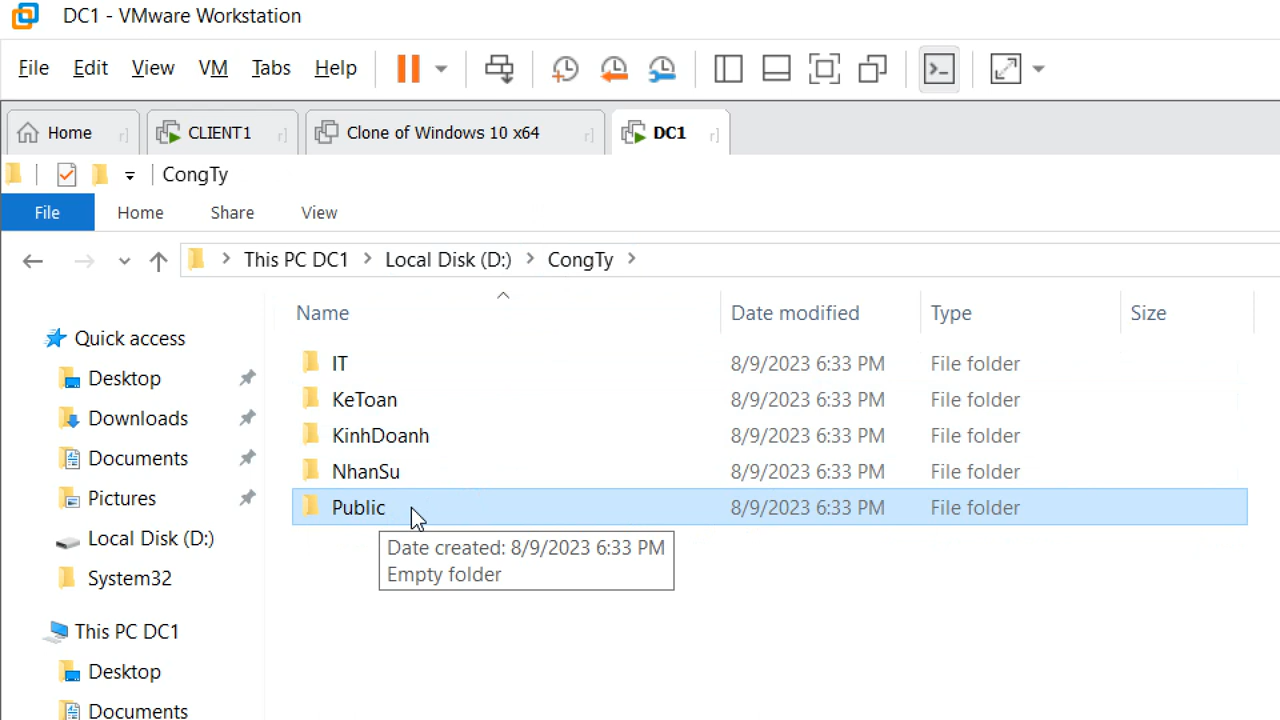 DC1 - VMware Workstation
File Edit View VM Tabs Help
Home CLIENT1 Clone of Windows 10 x64 DC1
CongTy
File Home Share View
This PC DC1 Local Disk (D:) CongTy
Name Date modified Type Size
Quick access
Desktop
Downloads
Documents
Pictures
Local Disk (D:)
System32
This PC DC1
Desktop
Documents
IT 8/9/2023 6:33 PM File folder
KeToan 8/9/2023 6:33 PM File folder
KinhDoanh 8/9/2023 6:33 PM File folder
NhanSu 8/9/2023 6:33 PM File folder
Public 8/9/2023 6:33 PM File folder
Date created: 8/9/2023 6:33 PM
Empty folder